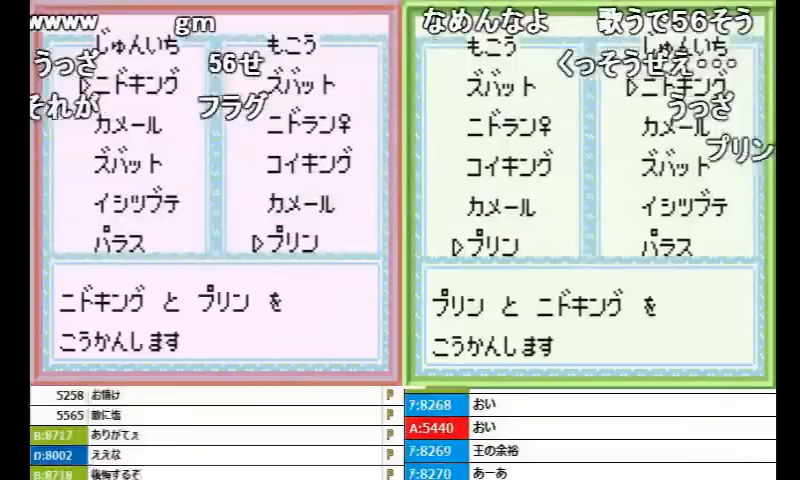 wwww
gm
じゅんいち
もこう
うっざ
56せ
ニドキング
ズバット
それが
フラグ
カメール
ニドラン♀
ズバット
コイキング
イシツブテ
カメール
パラス
プリン
ニドキング と プリン を
こうかんします
5258 お情け P
5565 敵に塩 P
B:8717 ありがてぇ P
D:8002 ええな P
B:8718 後悔するぞ P
なめんなよ
歌うで56そう
もこう
じゅんいち
くっそうせえ・・・
ズバット
ニドキング
うっざ
ニドラン♀
カメール
プリン
コイキング
ズバット
カメール
イシツブテ
プリン
パラス
プリン と ニドキング を
こうかんします
7:8268 おい
A:5440 おい
7:8269 王の余裕
7:8270 あーあ